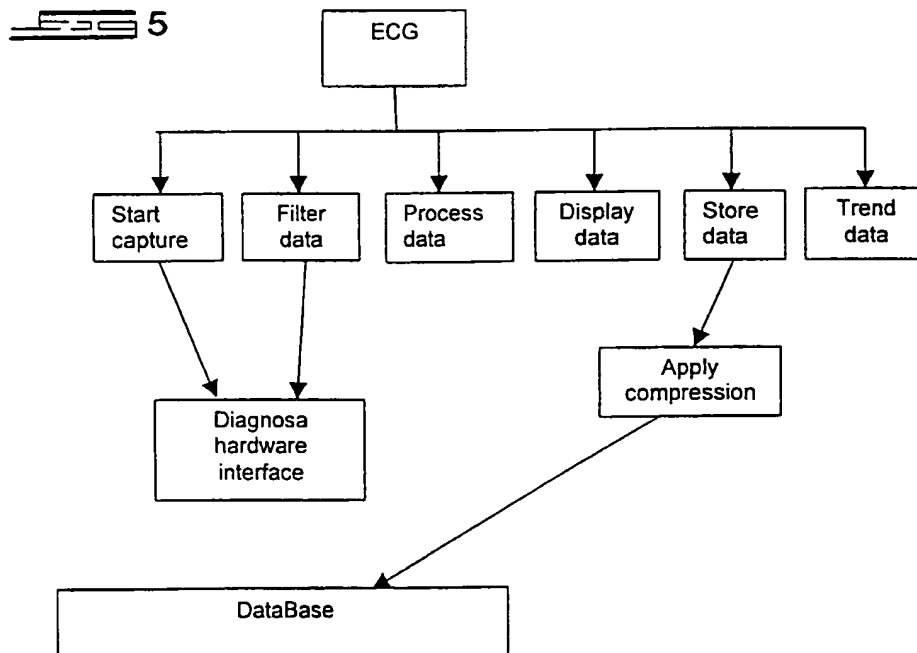 5
ECG
Start
capture
Filter
data
Process
data
Display
data
Store
data
Trend
data
Apply
compression
Diagnosa
hardware
interface
DataBase